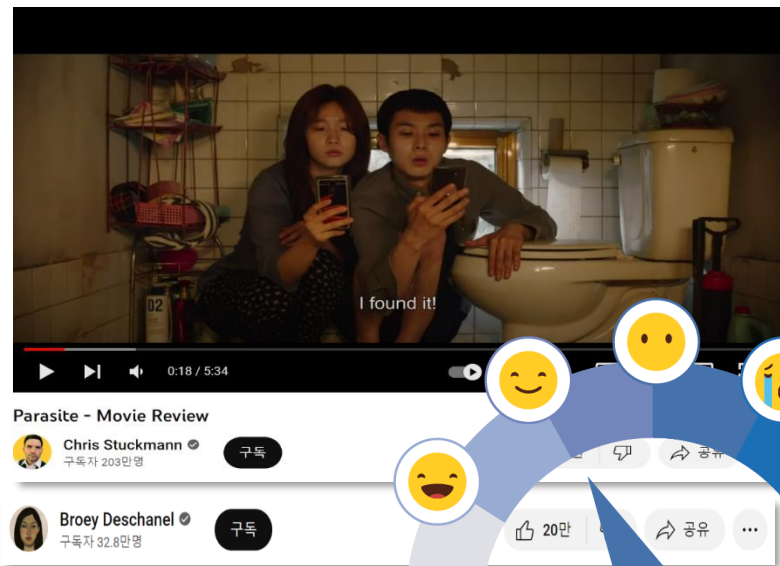 02
I found it!
0:18 / 5:34
Parasite - Movie Review
Chris Stuckmann
구독자 203만명
구독
공유
Broey Deschanel
구독자 32.8만명
구독
20만
공유